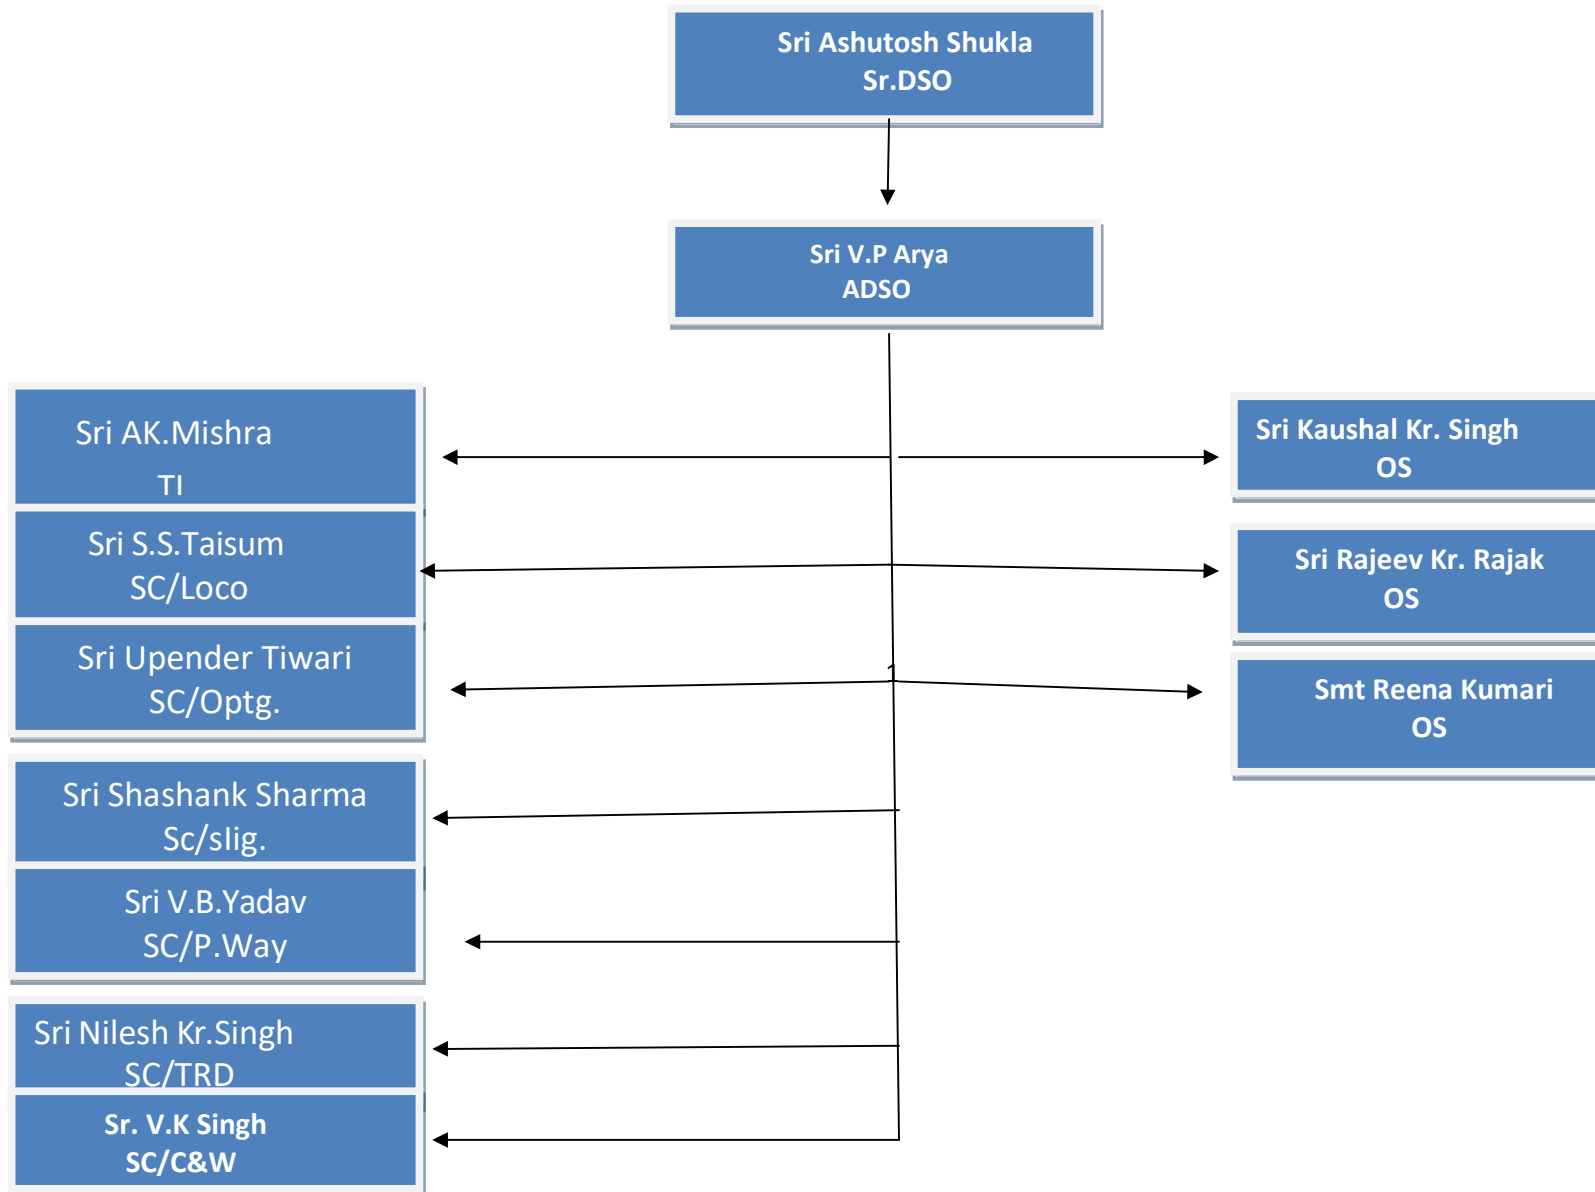 Sri Ashutosh Shukla
Sr.DSO
Sri V.P Arya
ADSO
Sri AK.Mishra
TI
Sri S.S.Taisum
SC/Loco
Sri Upender Tiwari
SC/Optg.
Sri Shashank Sharma
Sc/sIig.
Sri V.B.Yadav
SC/P.Way
Sri Nilesh Kr.Singh
SC/TRD
Sr. V.K Singh
SC/C&W
Sri Kaushal Kr. Singh
OS
Sri Rajeev Kr. Rajak
OS
1
Smt Reena Kumari
OS